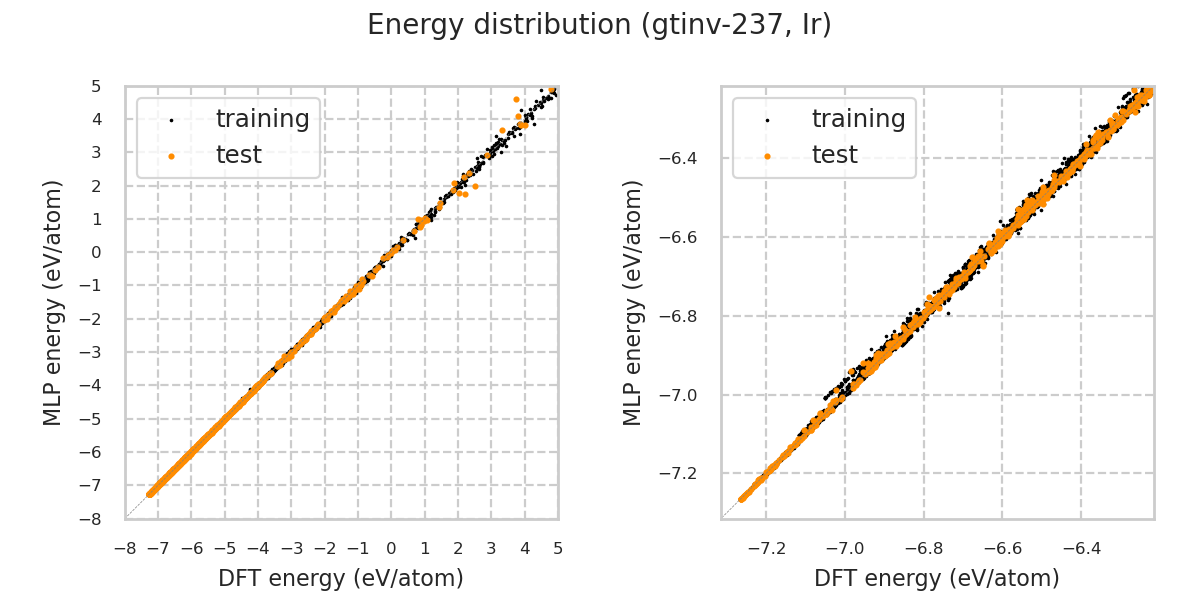 Energy distribution (gtinv-237, Ir)
5
4
3
2
1
0
−1
−2
−3
−4
−5
−6
−7
−8
MLP energy (eV/atom)
training
test
−8 −7 −6 −5 −4 −3 −2 −1 0 1 2 3 4 5
DFT energy (eV/atom)
−6.4
−6.6
−6.8
−7.0
−7.2
MLP energy (eV/atom)
training
test
−7.2 −7.0 −6.8 −6.6 −6.4
DFT energy (eV/atom)